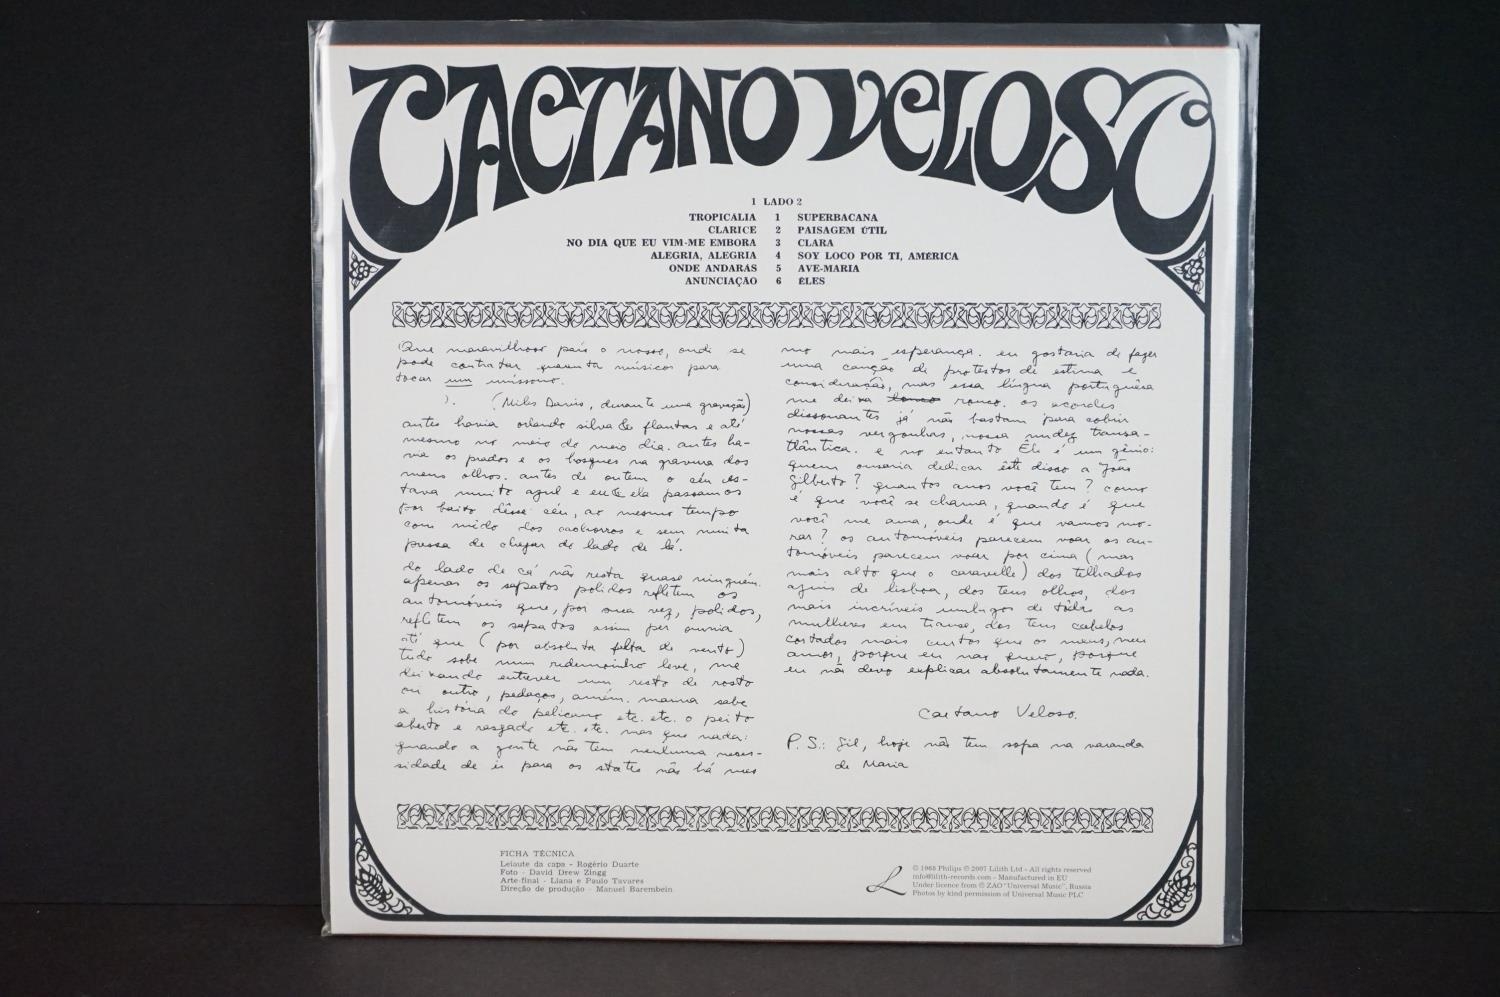 CAETANO VELOSO
1 LADO 2
TROPICALIA 1 SUPERBACANA
CLARICE 2 PAISAGEM ÚTIL
NO DIA QUE EU VIM-ME EMBORA 3 CLARA
ALEGRIA, ALEGRIA 4 SOY LOCO POR TI, AMÉRICA
ONDE ANDARAS 5 AVE-MARIA
ANUNCIAÇÃO 6 ÊLES
Que maravilhoso país o nosso, onde se
pode contratar quarenta músicos para
tocar um uníssono.
(Miles Davis, durante uma gravação)
antes havia orlando silva & flautas e até
mesmo no meio do meio dia. antes ha-
via os prados e os bosques na gravura dos
meus olhos. antes de ontem o céu es-
tava muito azul e eu e ela passamos
por baixo dêsse céu, ao mesmo tempo
com mêdo dos cachorros e sem muita
pressa de chegar do lado de lá.
do lado de cá não resta quase ninguém.
apenas os sapatos polidos refletem os
automóveis que, por sua vez, polidos,
refletem os sapatos assim per omnia
até que (por absoluta falta de vento)
tudo sobe num redemoinho leve, me
deixando entrever um resto de rosto
ou outro, pedaços, amém. mama sabe
a história do pelicano etc. etc. o peito
aberto e rasgado etc. etc. mas que nada:
quando a gente não tem nenhuma neces-
sidade de ir para os states não há mes
mo mais esperança. eu gostaria de fazer
uma canção de protestos de estima e
consideração, mas essa língua portuguêsa
me deixa rouco. os acordes
dissonantes já não bastam para cobrir
nossas vergonhas, nossa nudez transa-
tlântica. e no entanto Êle é um gênio:
quem ousaria dedicar êste disco a João
Gilberto? quantos anos você tem? como
é que você se chama, quando é que
você me ama, onde é que vamos mo-
rar? os automóveis parecem voar os au-
tomóveis parecem voar por cima (mas
mais alto que o caravelle) dos telhados
azuis de lisboa, dos teus olhos, dos
mais incríveis umbigos de tôdas as
mulheres em transe, dos teus cabelos
cortados mais curtos que os meus, meu
amor, porque eu não quero, porque
eu não devo explicar absolutamente nada.
Caetano Veloso.
P.S.: Gil, hoje não tem sopa na varanda
de Maria
FICHA TÉCNICA
Leiaute da capa - Rogério Duarte
Foto - David Drew Zingg
Arte-final - Liana e Paulo Tavares
Direção de produção - Manuel Barembein
L
© 1968 Philips ℗ 2007 Lilith Ltd - All rights reserved
info@lilith-records.com - Manufactured in EU
Under licence from © ZAO "Universal Music", Russia
Photos by kind permission of Universal Music PLC